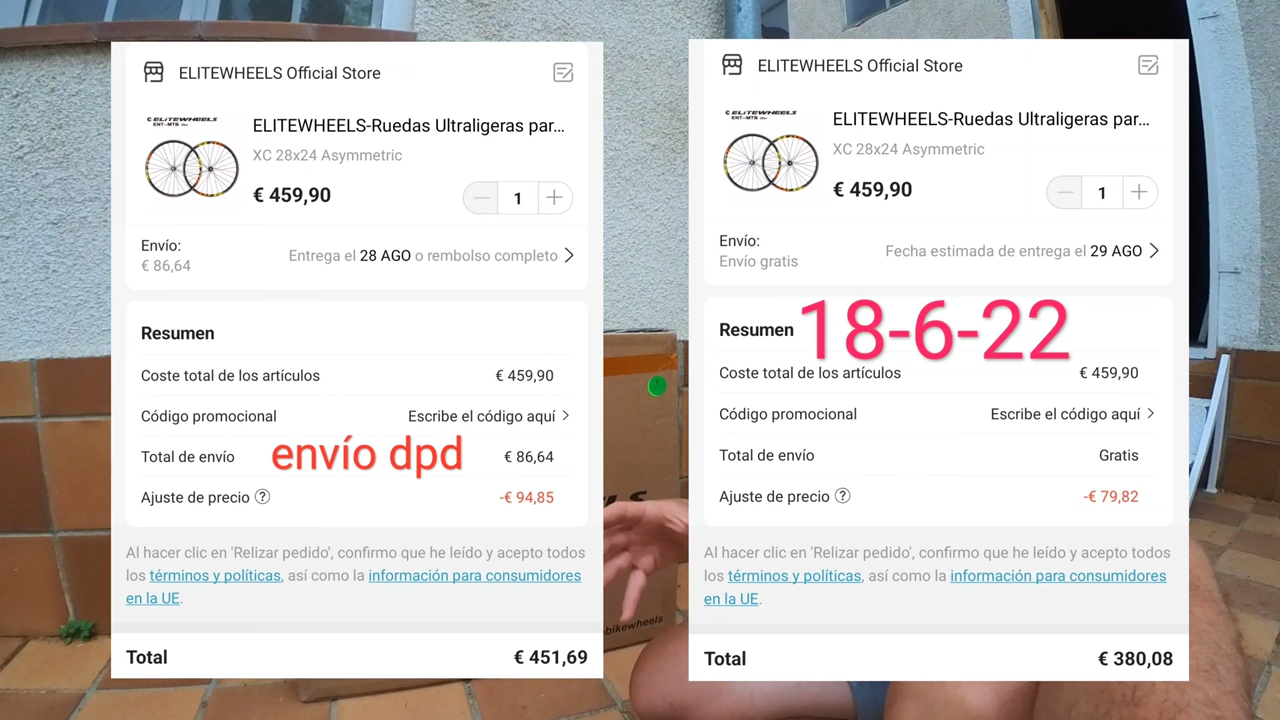 ELITEWHEELS Official Store
ELITEWHEELS
ENT-MTB
ELITEWHEELS-Ruedas Ultraligeras par...
XC 28x24 Asymmetric
€ 459,90
1
Envío:
€ 86,64
Entrega el 28 AGO o rembolso completo
Resumen
Coste total de los artículos
€ 459,90
Código promocional
Escribe el código aquí
Total de envío
envío dpd
€ 86,64
Ajuste de precio ?
-€ 94,85
Al hacer clic en 'Relizar pedido', confirmo que he leído y acepto todos
los términos y políticas, así como la información para consumidores
en la UE.
Total
€ 451,69
ELITEWHEELS Official Store
ELITEWHEELS
ENT-MTB
ELITEWHEELS-Ruedas Ultraligeras par...
XC 28x24 Asymmetric
€ 459,90
1
Envío:
Envío gratis
Fecha estimada de entrega el 29 AGO
Resumen
18-6-22
Coste total de los artículos
€ 459,90
Código promocional
Escribe el código aquí
Total de envío
Gratis
Ajuste de precio ?
-€ 79,82
Al hacer clic en 'Relizar pedido', confirmo que he leído y acepto todos
los términos y políticas, así como la información para consumidores
en la UE.
Total
€ 380,08
bikewheels